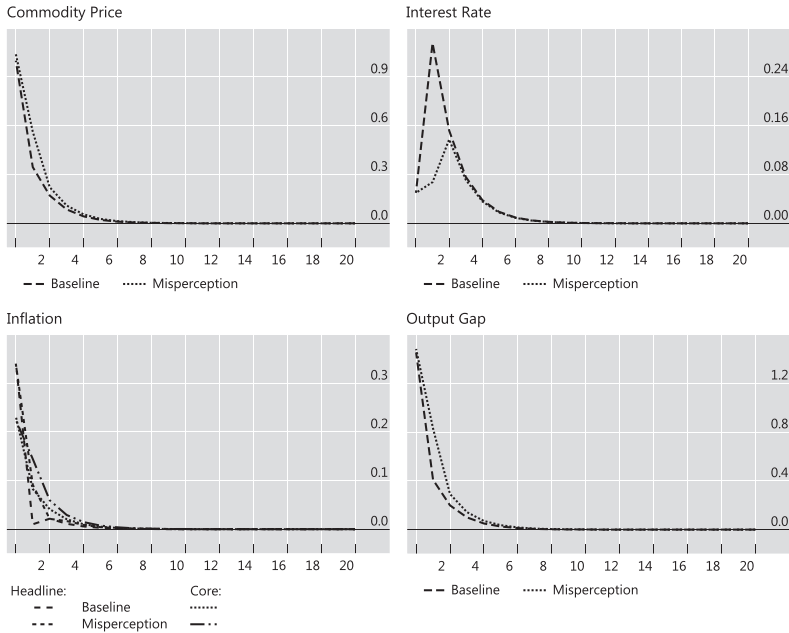 Commodity Price
0.9
0.6
0.3
0.0
2 4 6 8 10 12 14 16 18 20
Baseline Misperception
Interest Rate
0.24
0.16
0.08
0.00
2 4 6 8 10 12 14 16 18 20
Baseline Misperception
Inflation
0.3
0.2
0.1
0.0
2 4 6 8 10 12 14 16 18 20
Headline: Core:
Baseline
Misperception
Output Gap
1.2
0.8
0.4
0.0
2 4 6 8 10 12 14 16 18 20
Baseline Misperception